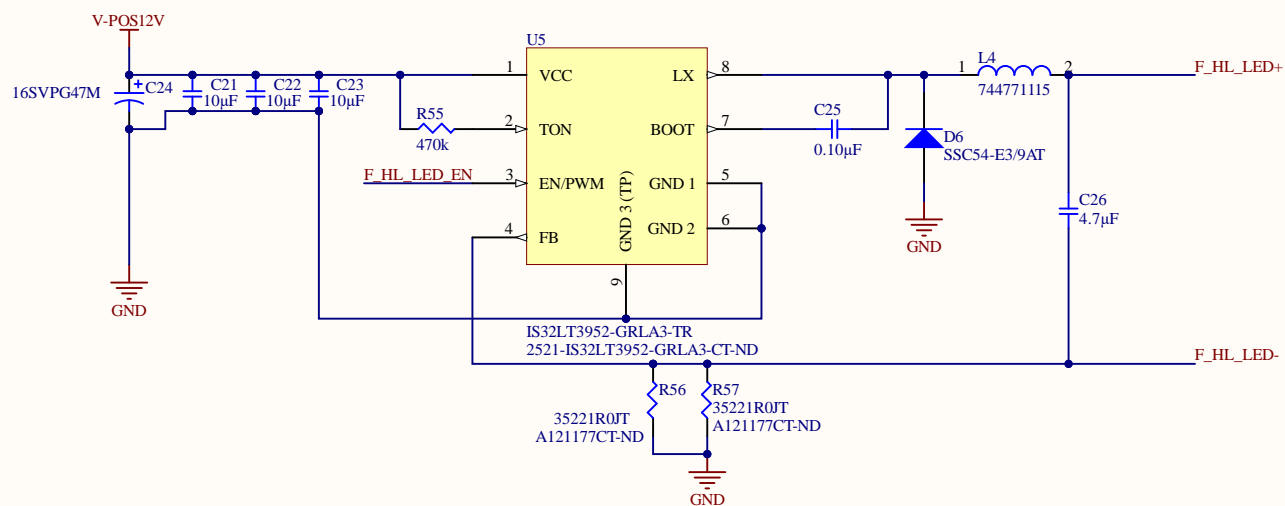 V-POS12V
16SVPG47M
C24
C21
10µF
C22
10µF
C23
10µF
R55
470k
F_HL_LED_EN
U5
1
VCC
2
TON
3
EN/PWM
4
FB
LX
8
BOOT
7
GND 1
5
GND 2
6
GND 3 (TP)
9
IS32LT3952-GRLA3-TR
2521-IS32LT3952-GRLA3-CT-ND
C25
0.10µF
D6
SSC54-E3/9AT
GND
L4
1
2
744771115
F_HL_LED+
C26
4.7µF
F_HL_LED-
GND
R56
35221R0JT
A121177CT-ND
R57
35221R0JT
A121177CT-ND
GND